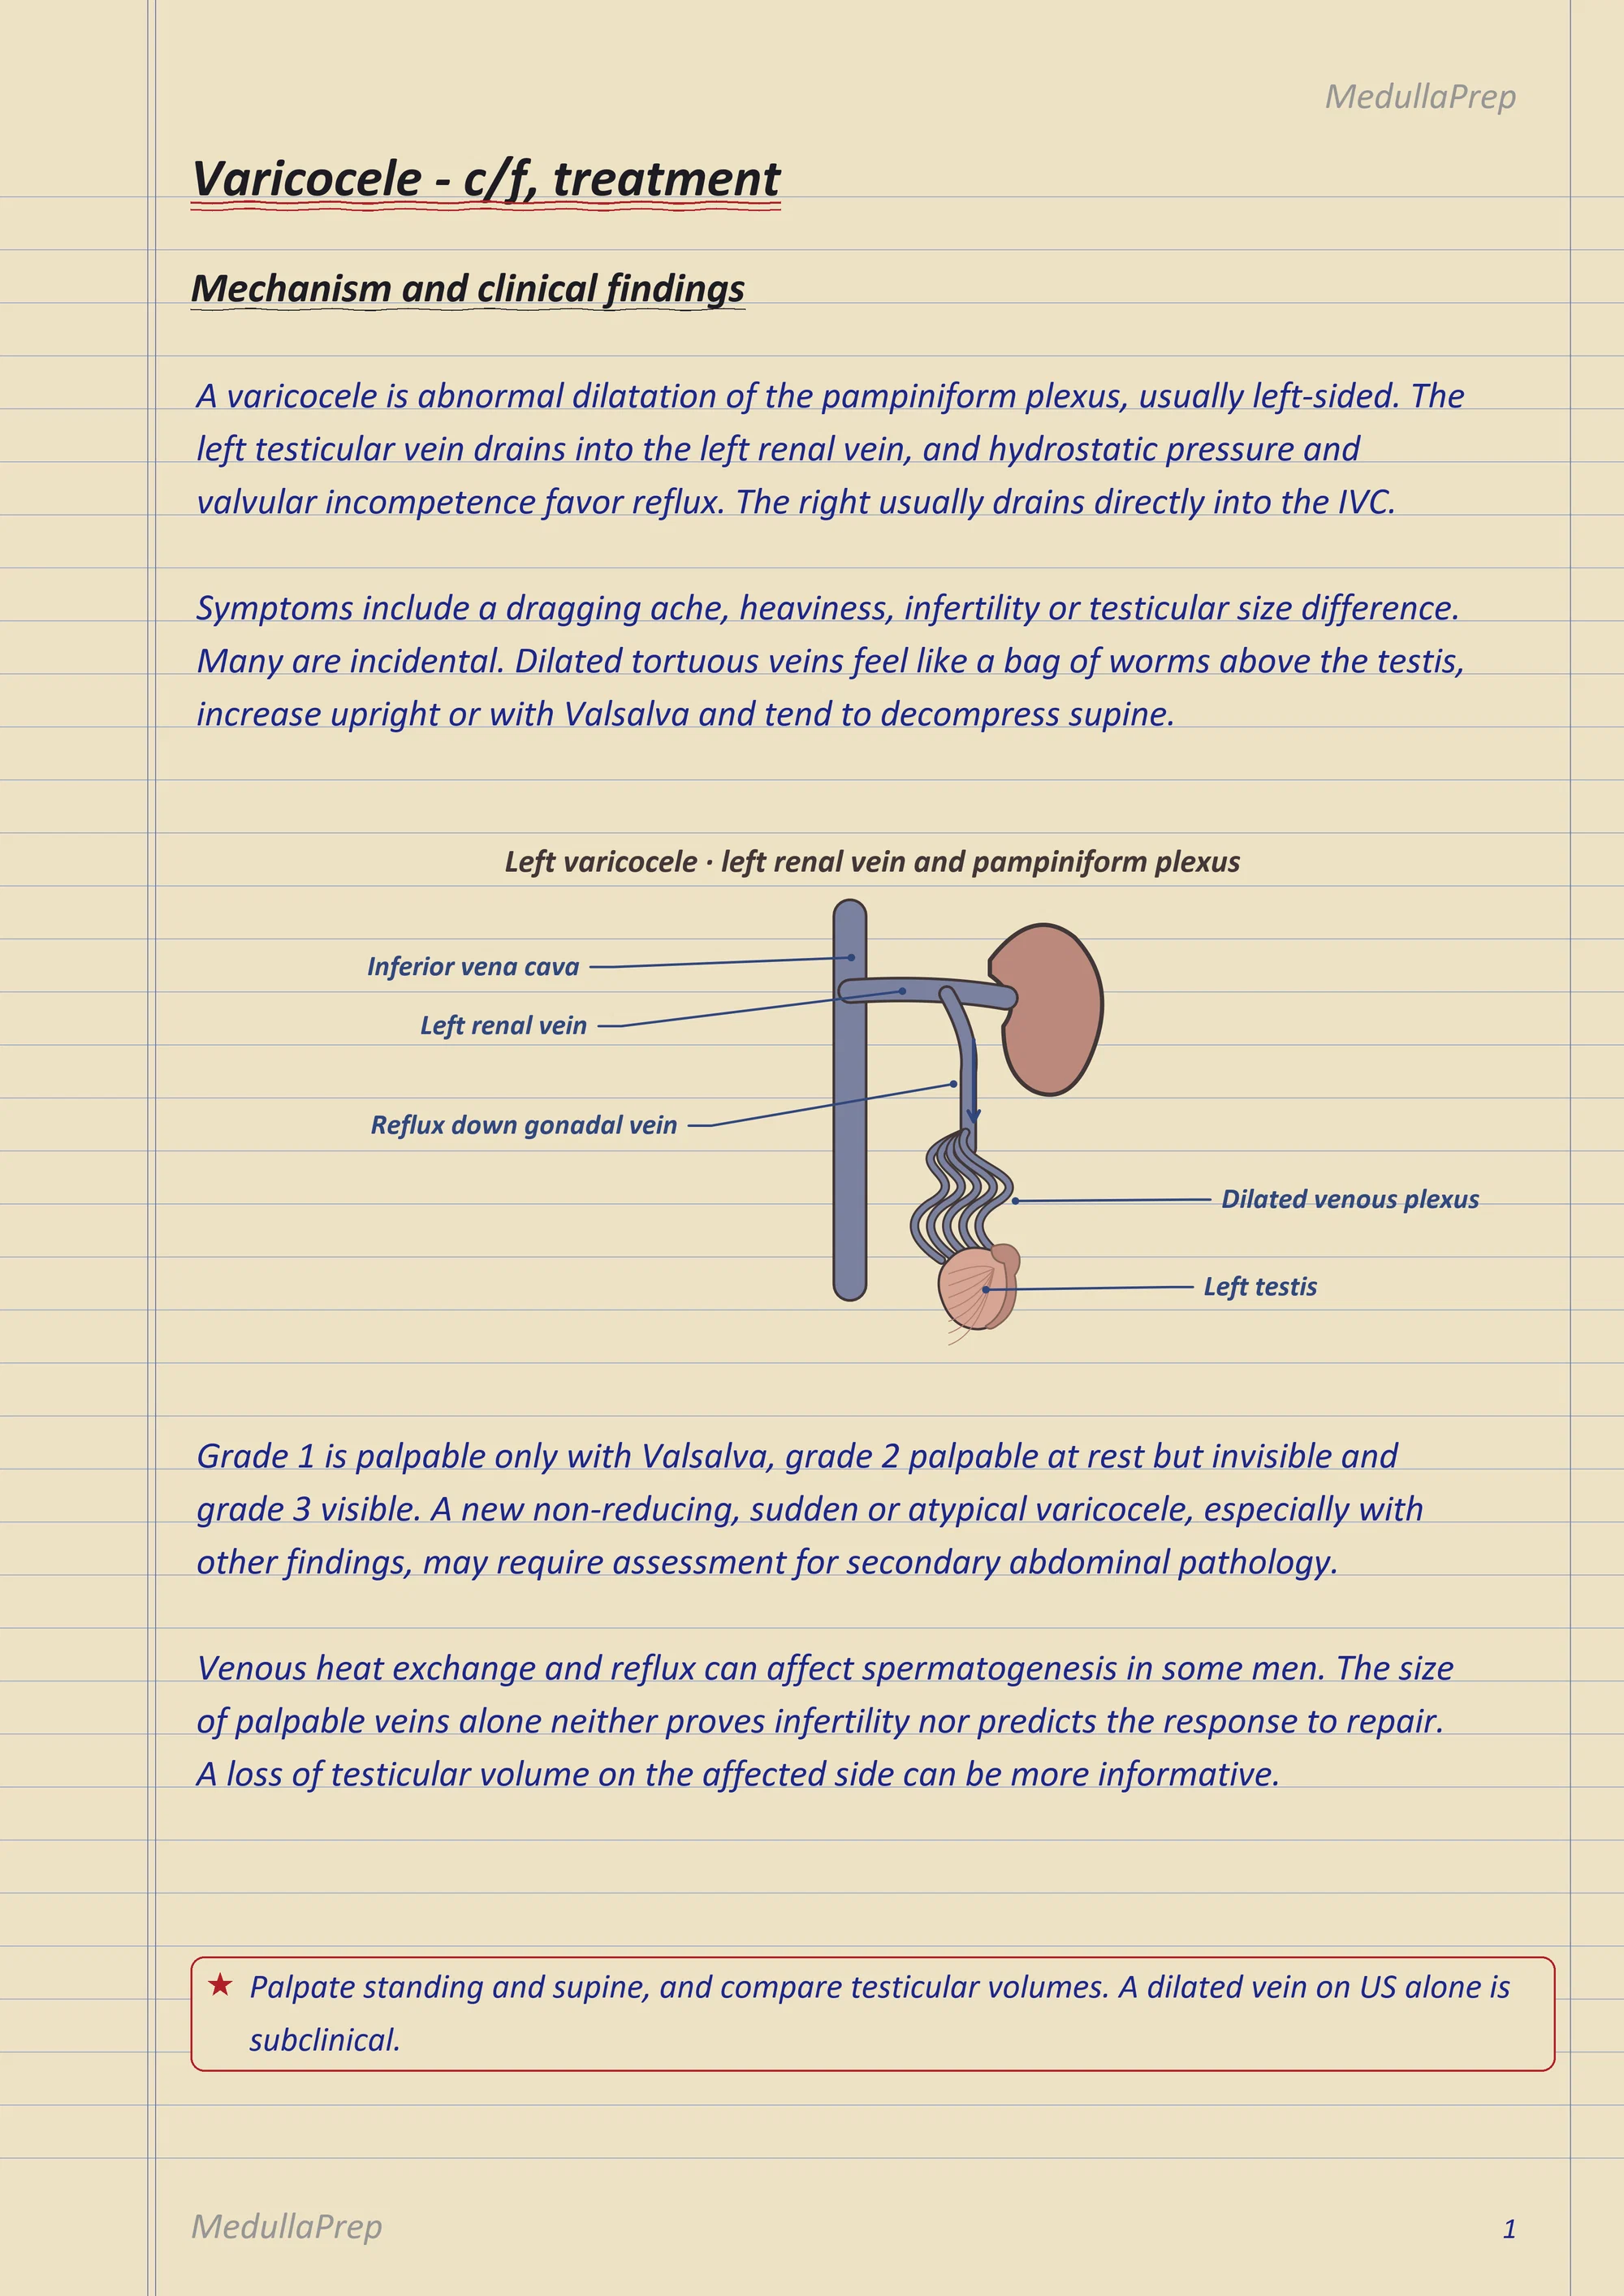 MedullaPrep
Varicocele - c/f, treatment
Mechanism and clinical findings
A varicocele is abnormal dilatation of the pampiniform plexus, usually left-sided. The
left testicular vein drains into the left renal vein, and hydrostatic pressure and
valvular incompetence favor reflux. The right usually drains directly into the IVC.
Symptoms include a dragging ache, heaviness, infertility or testicular size difference.
Many are incidental. Dilated tortuous veins feel like a bag of worms above the testis,
increase upright or with Valsalva and tend to decompress supine.
Left varicocele · left renal vein and pampiniform plexus
Inferior vena cava
Left renal vein
Reflux down gonadal vein
Dilated venous plexus
Left testis
Grade 1 is palpable only with Valsalva, grade 2 palpable at rest but invisible and
grade 3 visible. A new non-reducing, sudden or atypical varicocele, especially with
other findings, may require assessment for secondary abdominal pathology.
Venous heat exchange and reflux can affect spermatogenesis in some men. The size
of palpable veins alone neither proves infertility nor predicts the response to repair.
A loss of testicular volume on the affected side can be more informative.
★ Palpate standing and supine, and compare testicular volumes. A dilated vein on US alone is
subclinical.
MedullaPrep
1